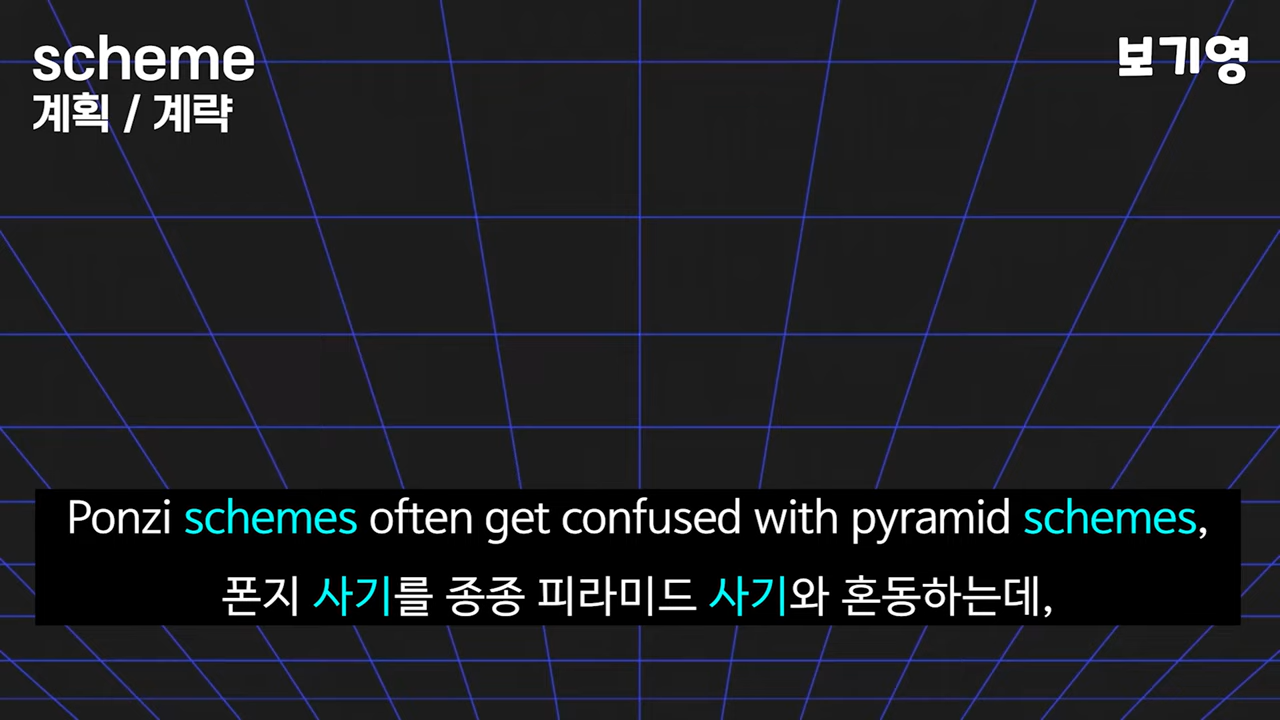 scheme
계획 / 계략
보기영
Ponzi schemes often get confused with pyramid schemes,
폰지 사기를 종종 피라미드 사기와 혼동하는데,